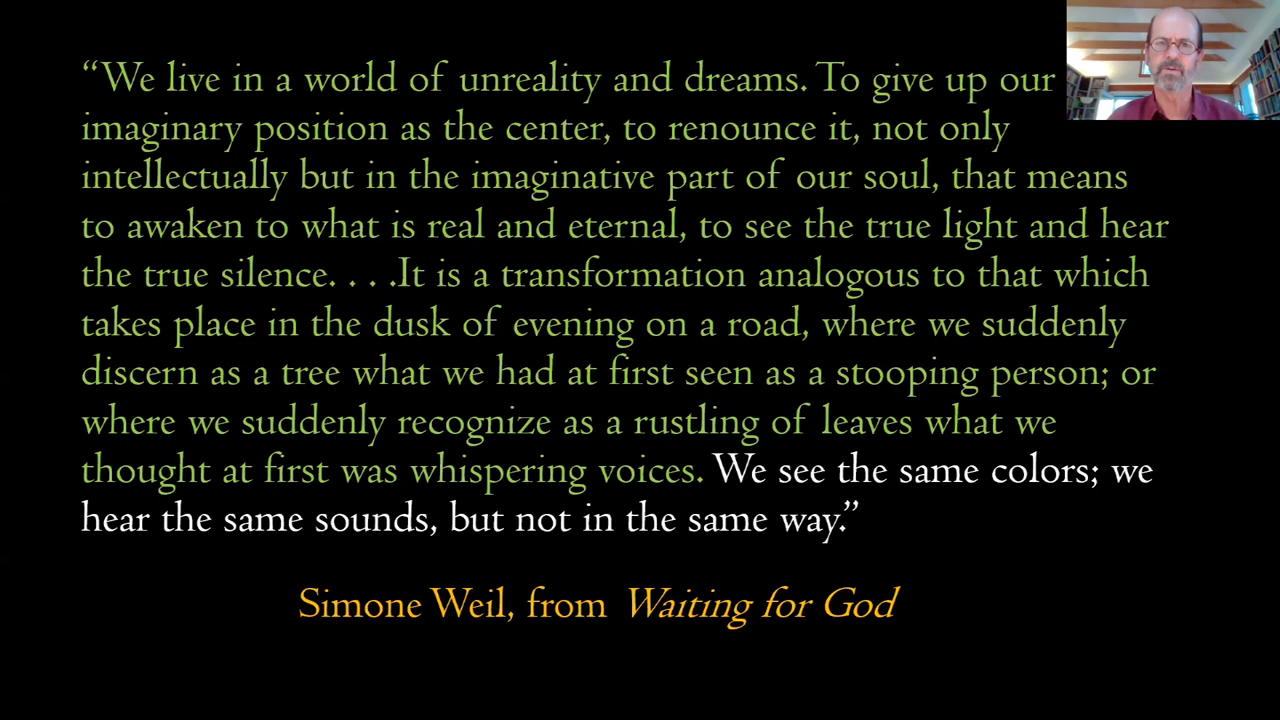 “We live in a world of unreality and dreams. To give up our
imaginary position as the center, to renounce it, not only
intellectually but in the imaginative part of our soul, that means
to awaken to what is real and eternal, to see the true light and hear
the true silence. . . .It is a transformation analogous to that which
takes place in the dusk of evening on a road, where we suddenly
discern as a tree what we had at first seen as a stooping person; or
where we suddenly recognize as a rustling of leaves what we
thought at first was whispering voices. We see the same colors; we
hear the same sounds, but not in the same way.”
Simone Weil, from Waiting for God